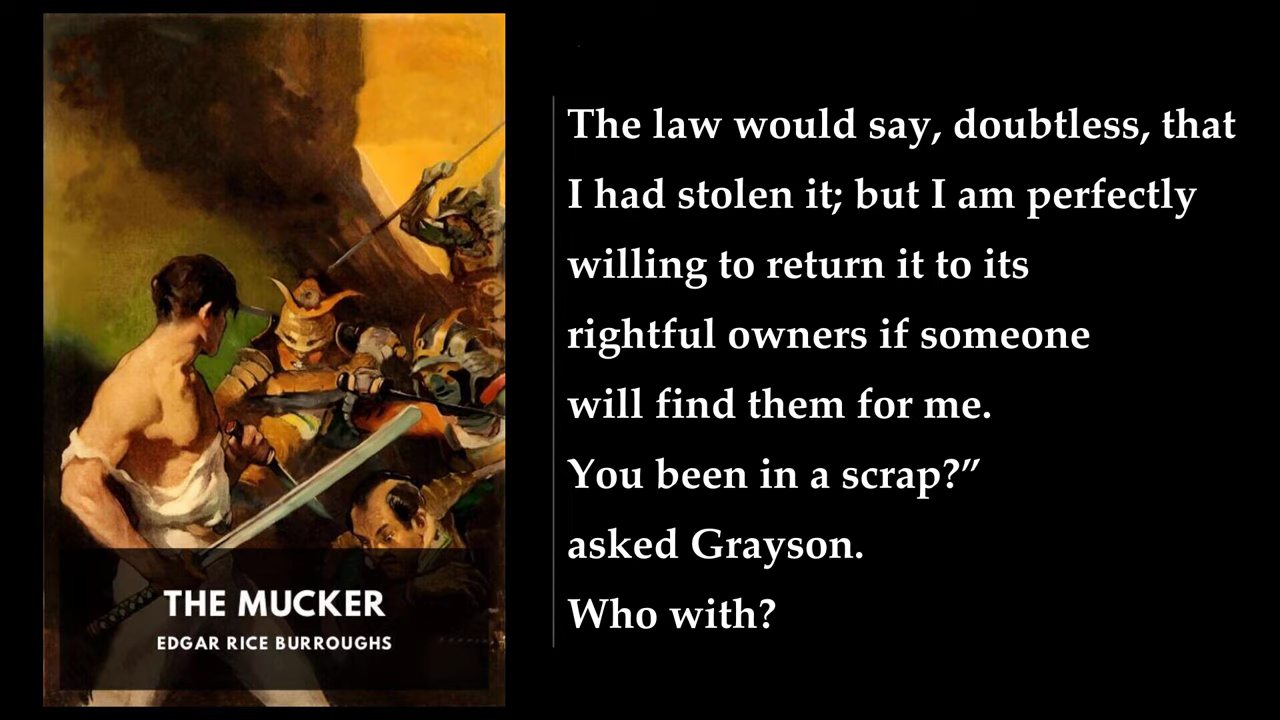 THE MUCKER
EDGAR RICE BURROUGHS
The law would say, doubtless, that
I had stolen it; but I am perfectly
willing to return it to its
rightful owners if someone
will find them for me.
You been in a scrap?”
asked Grayson.
Who with?